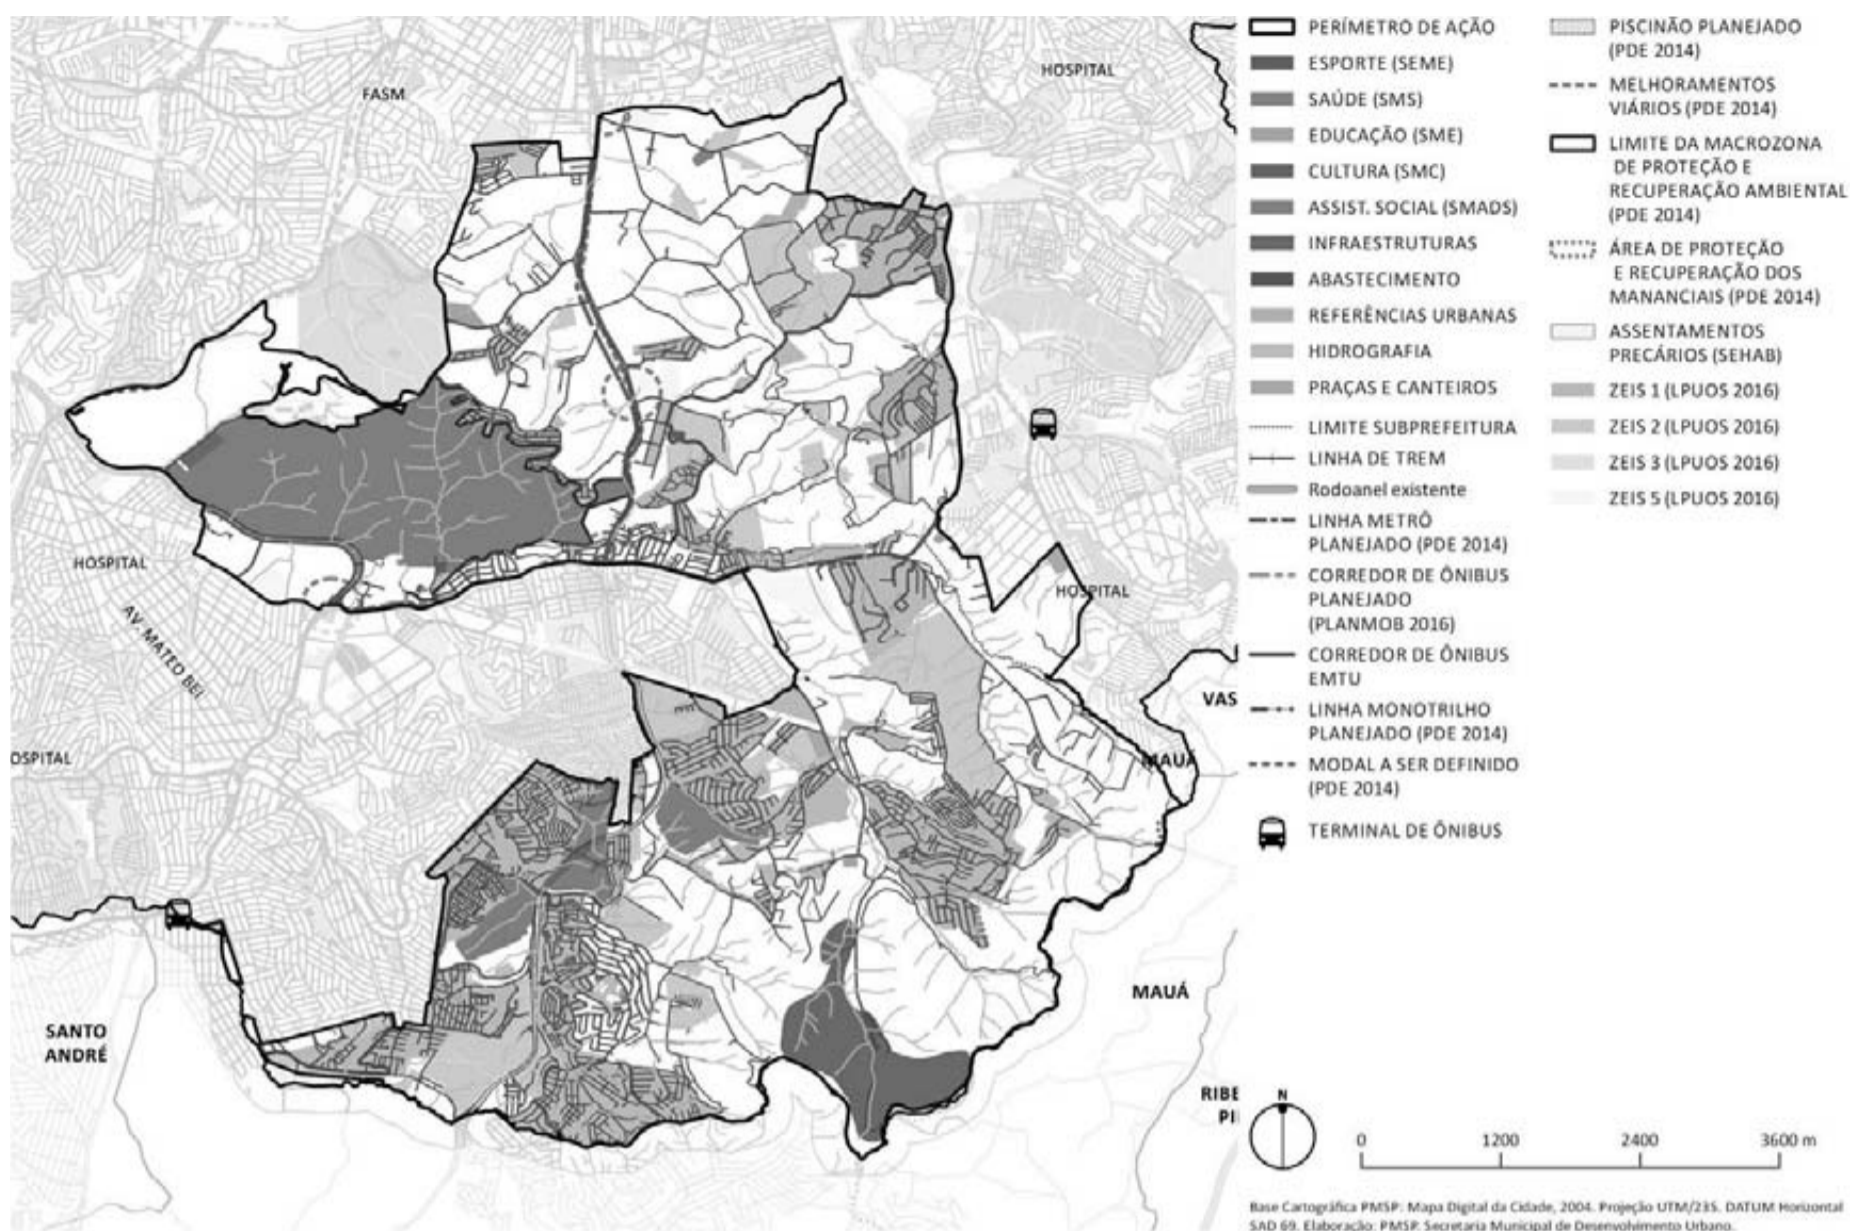 FASM
HOSPITAL
HOSPITAL
AV. MATEO BEI
OSPITAL
HOSPITAL
VAS
MAUÁ
MAUÁ
SANTO
ANDRÉ
RIBE
PI
PERÍMETRO DE AÇÃO
ESPORTE (SEME)
SAÚDE (SMS)
EDUCAÇÃO (SME)
CULTURA (SMC)
ASSIST. SOCIAL (SMADS)
INFRAESTRUTURAS
ABASTECIMENTO
REFERÊNCIAS URBANAS
HIDROGRAFIA
PRAÇAS E CANTEIROS
LIMITE SUBPREFEITURA
LINHA DE TREM
Rodoanel existente
LINHA METRÔ
PLANEJADO (PDE 2014)
CORREDOR DE ÔNIBUS
PLANEJADO
(PLANMOB 2016)
CORREDOR DE ÔNIBUS
EMTU
LINHA MONOTRILHO
PLANEJADO (PDE 2014)
MODAL A SER DEFINIDO
(PDE 2014)
TERMINAL DE ÔNIBUS
PISCINÃO PLANEJADO
(PDE 2014)
MELHORAMENTOS
VIÁRIOS (PDE 2014)
LIMITE DA MACROZONA
DE PROTEÇÃO E
RECUPERAÇÃO AMBIENTAL
(PDE 2014)
ÁREA DE PROTEÇÃO
E RECUPERAÇÃO DOS
MANANCIAIS (PDE 2014)
ASSENTAMENTOS
PRECÁRIOS (SEHAB)
ZEIS 1 (LPUOS 2016)
ZEIS 2 (LPUOS 2016)
ZEIS 3 (LPUOS 2016)
ZEIS 5 (LPUOS 2016)
N
0 1200 2400 3600 m
Base Cartográfica PMSP: Mapa Digital da Cidade, 2004. Projeção UTM/23S. DATUM Horizontal
SAD 69. Elaboração: PMSP. Secretaria Municipal de Desenvolvimento Urbano.